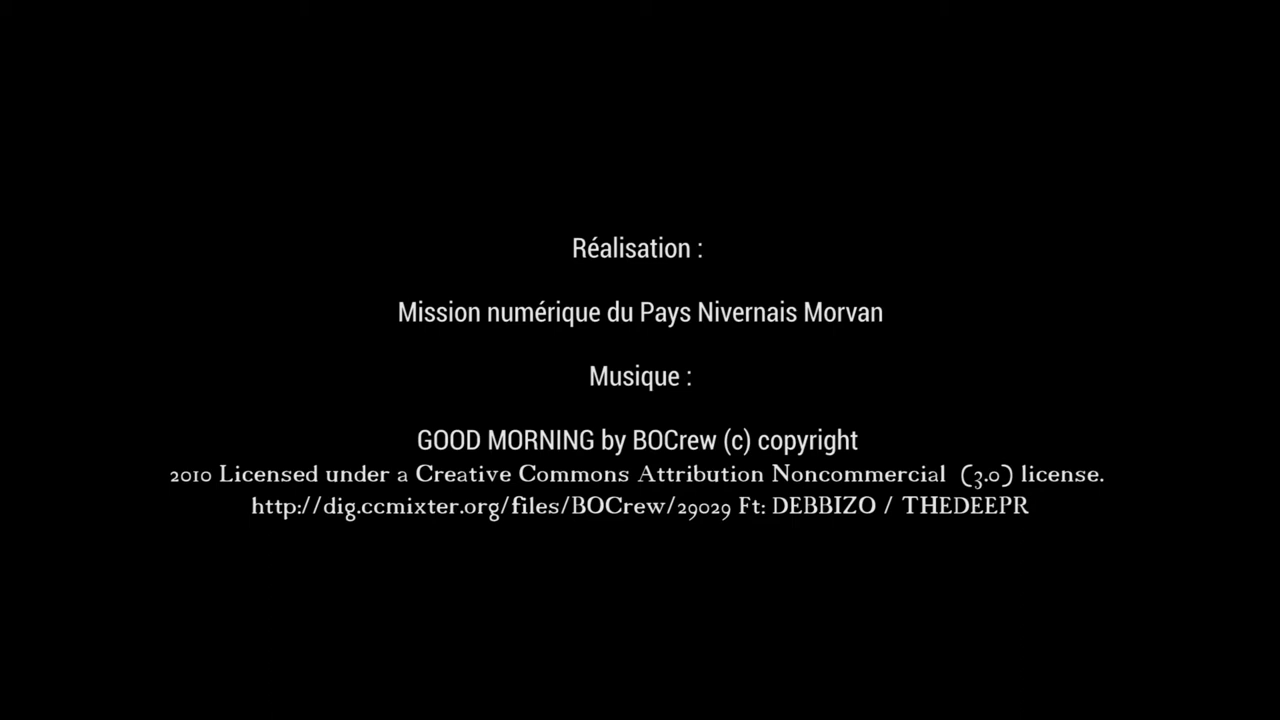 Réalisation :
Mission numérique du Pays Nivernais Morvan
Musique :
GOOD MORNING by BOCrew (c) copyright
2010 Licensed under a Creative Commons Attribution Noncommercial (3.0) license.
http://dig.ccmixter.org/files/BOCrew/29029 Ft: DEBBIZO / THEDEEPR